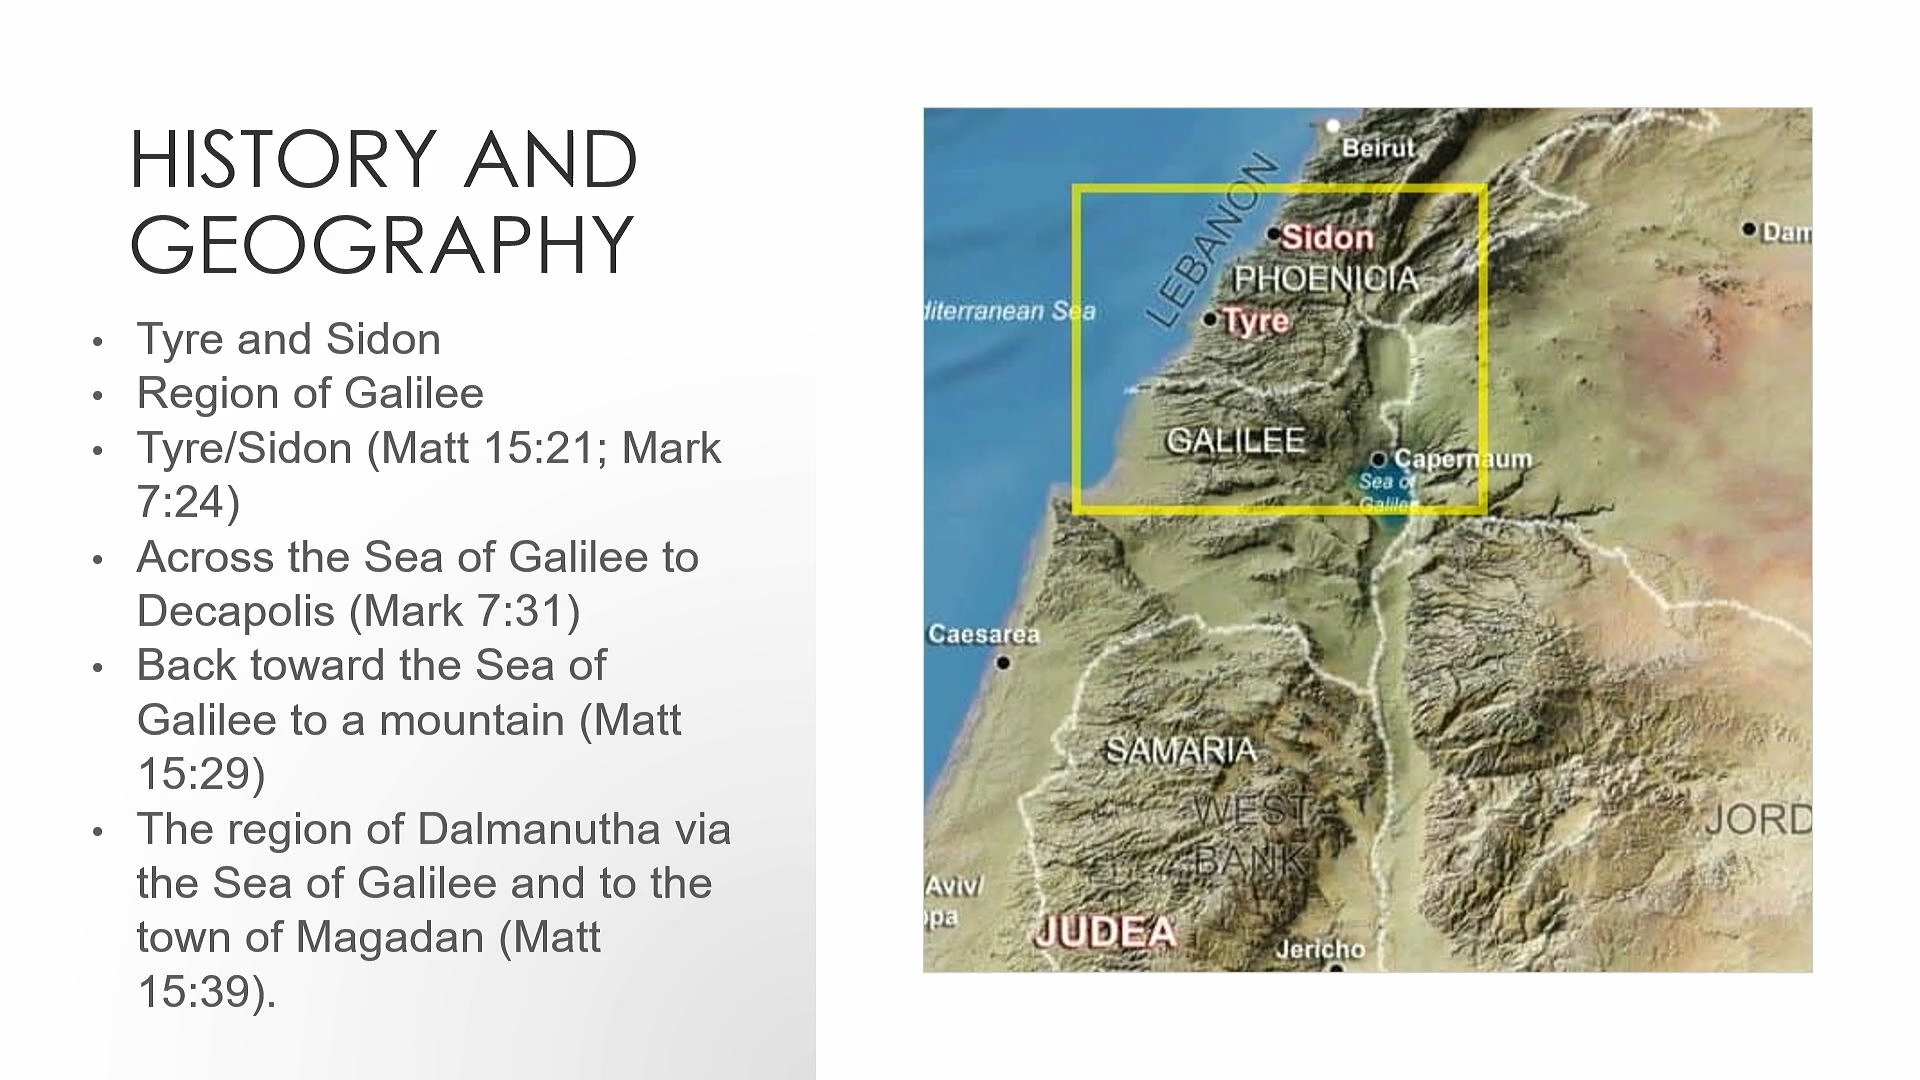 HISTORY AND
GEOGRAPHY
• Tyre and Sidon
• Region of Galilee
• Tyre/Sidon (Matt 15:21; Mark
7:24)
• Across the Sea of Galilee to
Decapolis (Mark 7:31)
• Back toward the Sea of
Galilee to a mountain (Matt
15:29)
• The region of Dalmanutha via
the Sea of Galilee and to the
town of Magadan (Matt
15:39).
Beirut
LEBANON
Sidon
Dam
PHOENICIA
diterranean Sea
Tyre
GALILEE
Capernaum
Sea of
Galilee
Caesarea
SAMARIA
WEST
BANK
JORD
Aviv/
opa
JUDEA
Jericho